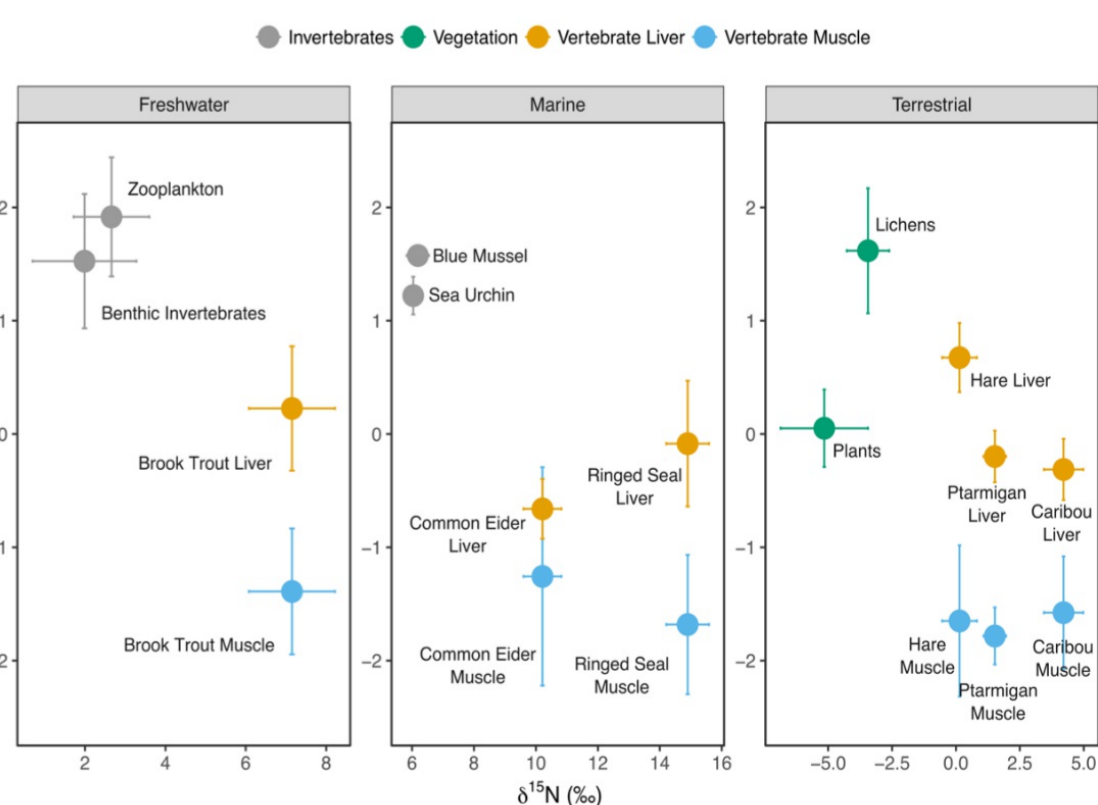 Invertebrates Vegetation Vertebrate Liver Vertebrate Muscle
Freshwater
2
1
0
−1
−2
Zooplankton
Benthic Invertebrates
Brook Trout Liver
Brook Trout Muscle
2 4 6 8
Marine
2
1
0
−1
−2
Blue Mussel
Sea Urchin
Ringed Seal
Liver
Common Eider
Liver
Common Eider
Muscle
Ringed Seal
Muscle
6 8 10 12 14 16
Terrestrial
2
1
0
−1
−2
Lichens
Hare Liver
Plants
Ptarmigan
Liver
Caribou
Liver
Hare
Muscle
Caribou
Muscle
Ptarmigan
Muscle
−5.0 −2.5 0.0 2.5 5.0
δ¹⁵N (‰)